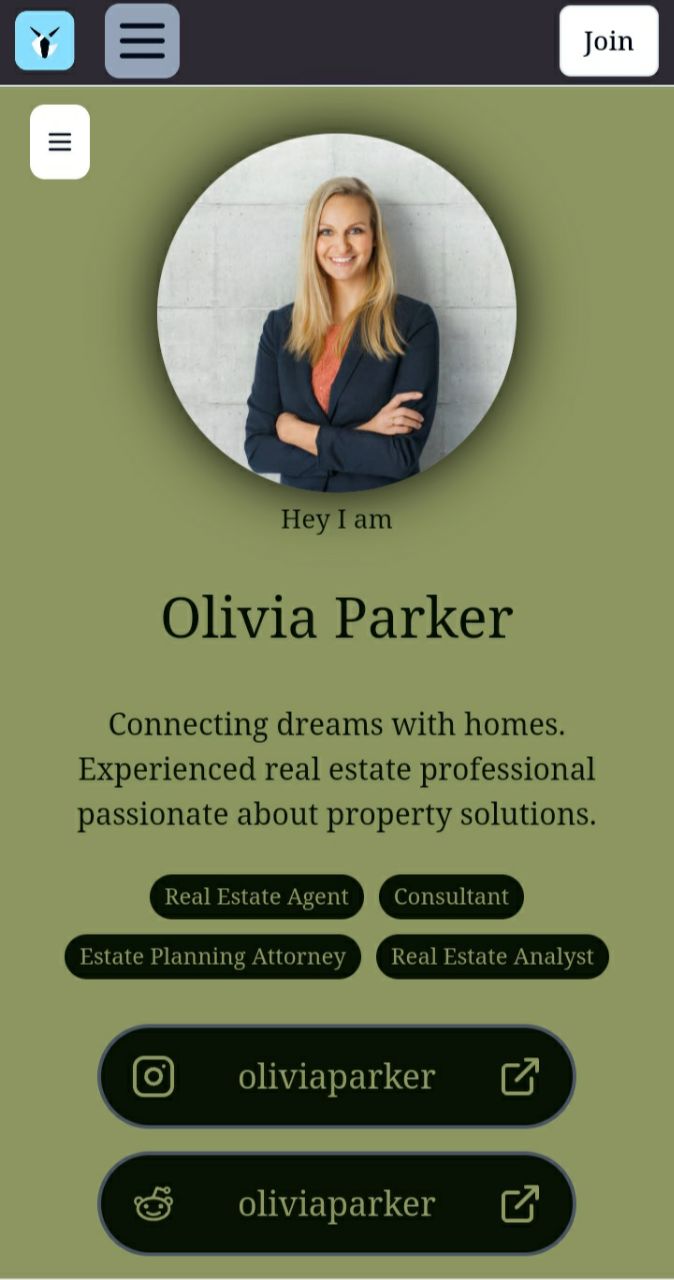 Join
Hey I am
Olivia Parker
Connecting dreams with homes.
Experienced real estate professional
passionate about property solutions.
Real Estate Agent Consultant
Estate Planning Attorney Real Estate Analyst
oliviaparker
oliviaparker